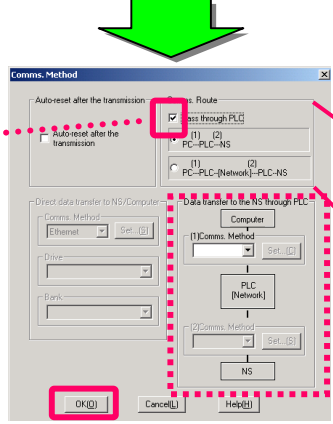 Comms. Method
Auto-reset after the transmission
Auto-reset after the
transmission
Comms. Route
Pass through PLC
(1) (2)
PC---PLC---NS
(1) (2)
PC---PLC-[Network]---PLC-NS
Direct data transfer to NS/Computer
Comms. Method
Ethernet
Set...(S)
Drive
Bank
Data transfer to the NS through PLC
Computer
(1)Comms. Method
Set...(C)
PLC
[Network]
(2)Comms. Method
Set...(S)
NS
OK(O)
Cancel(L)
Help(H)